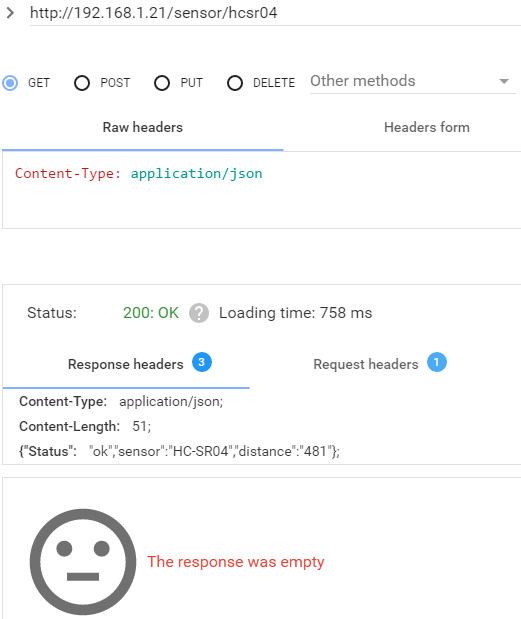 http://192.168.1.21/sensor/hcsr04
GET POST PUT DELETE Other methods
Raw headers Headers form
Content-Type: application/json
Status: 200: OK ? Loading time: 758 ms
Response headers 3 Request headers 1
Content-Type: application/json;
Content-Length: 51;
{"Status": "ok","sensor":"HC-SR04","distance":"481"};
The response was empty